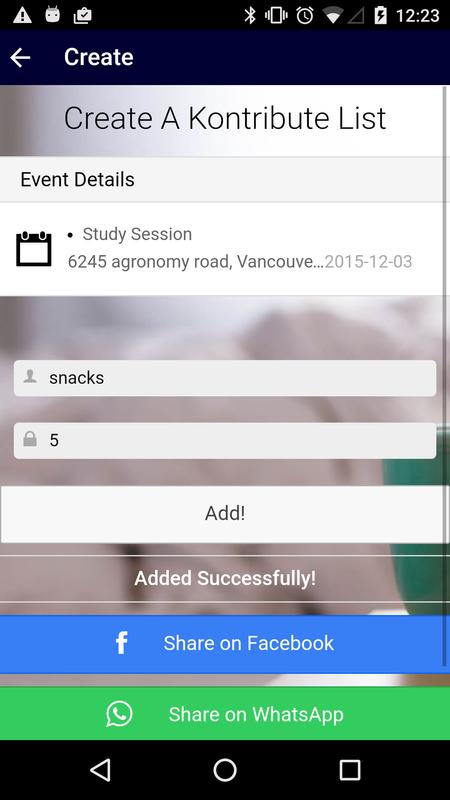 12:23
Create
Create A Kontribute List
Event Details
• Study Session
6245 agronomy road, Vancouve...2015-12-03
snacks
5
Add!
Added Successfully!
f Share on Facebook
Share on WhatsApp